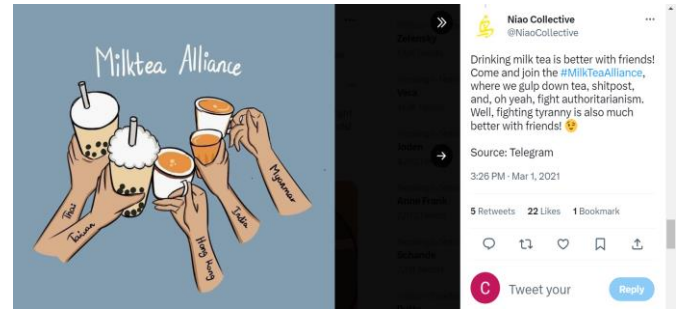 Milktea Alliance
Thai
Taiwan
Hong Kong
India
Myanmar
Zelensky
Anne Frank
Niao Collective
@NiaoCollective
Drinking milk tea is better with friends!
Come and join the #MilkTeaAlliance,
where we gulp down tea, shitpost,
and, oh yeah, fight authoritarianism.
Well, fighting tyranny is also much
better with friends! 😉
Source: Telegram
3:26 PM · Mar 1, 2021
5 Retweets 22 Likes 1 Bookmark
C
Tweet your
Reply